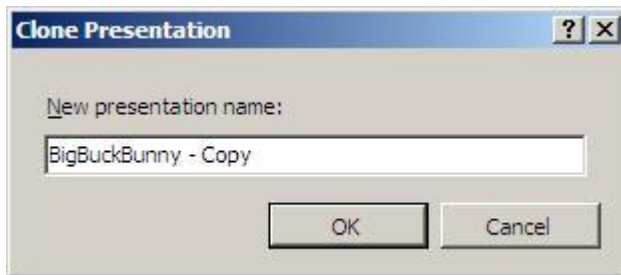 Clone Presentation
New presentation name:
BigBuckBunny - Copy
OK Cancel